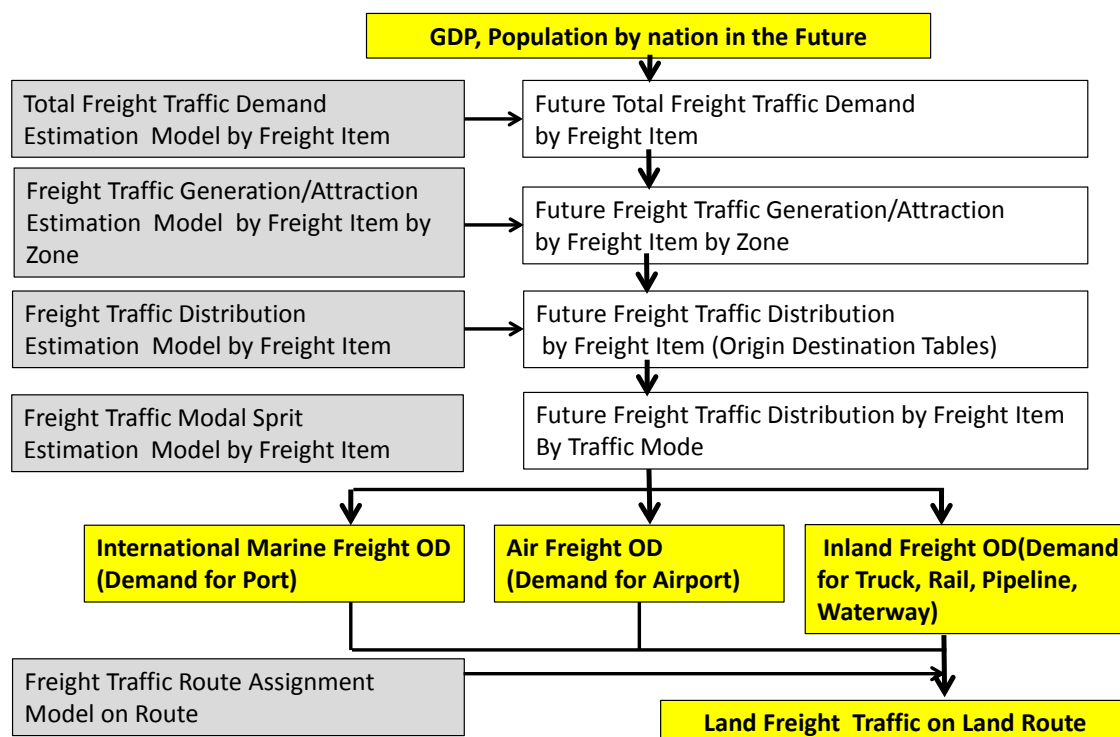 GDP, Population by nation in the Future
Total Freight Traffic Demand
Estimation Model by Freight Item
Future Total Freight Traffic Demand
by Freight Item
Freight Traffic Generation/Attraction
Estimation Model by Freight Item by
Zone
Future Freight Traffic Generation/Attraction
by Freight Item by Zone
Freight Traffic Distribution
Estimation Model by Freight Item
Future Freight Traffic Distribution
by Freight Item (Origin Destination Tables)
Freight Traffic Modal Sprit
Estimation Model by Freight Item
Future Freight Traffic Distribution by Freight Item
By Traffic Mode
International Marine Freight OD
(Demand for Port)
Air Freight OD
(Demand for Airport)
Inland Freight OD(Demand
for Truck, Rail, Pipeline,
Waterway)
Freight Traffic Route Assignment
Model on Route
Land Freight Traffic on Land Route